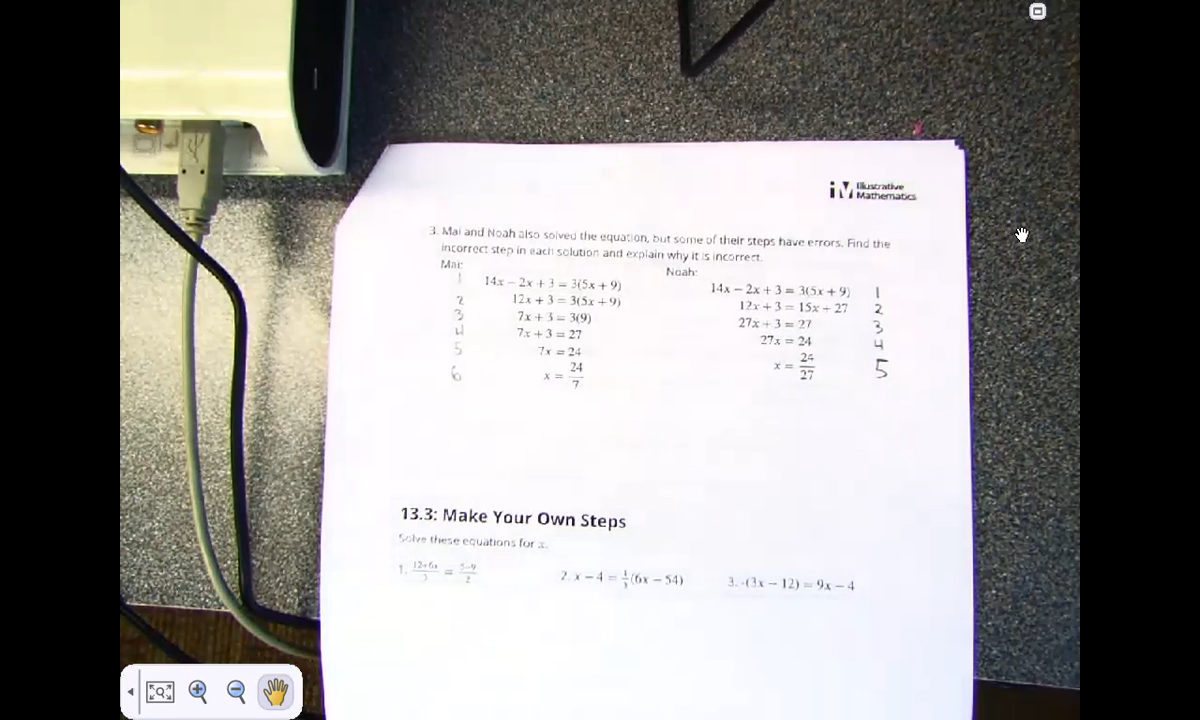 Illustrative
Mathematics
3. Mai and Noah also solved the equation, but some of their steps have errors. Find the
incorrect step in each solution and explain why it is incorrect.
Mai:
Noah:
1 14x − 2x + 3 = 3(5x + 9)
2 12x + 3 = 3(5x + 9)
3 7x + 3 = 3(9)
4 7x + 3 = 27
5 7x = 24
6 x = 24/7
14x − 2x + 3 = 3(5x + 9) 1
12x + 3 = 15x + 27 2
27x + 3 = 27 3
27x = 24 4
x = 24/27 5
13.3: Make Your Own Steps
Solve these equations for x.
1. 2. x − 4 = 1/3(6x − 54) 3. -(3x − 12) = 9x − 4